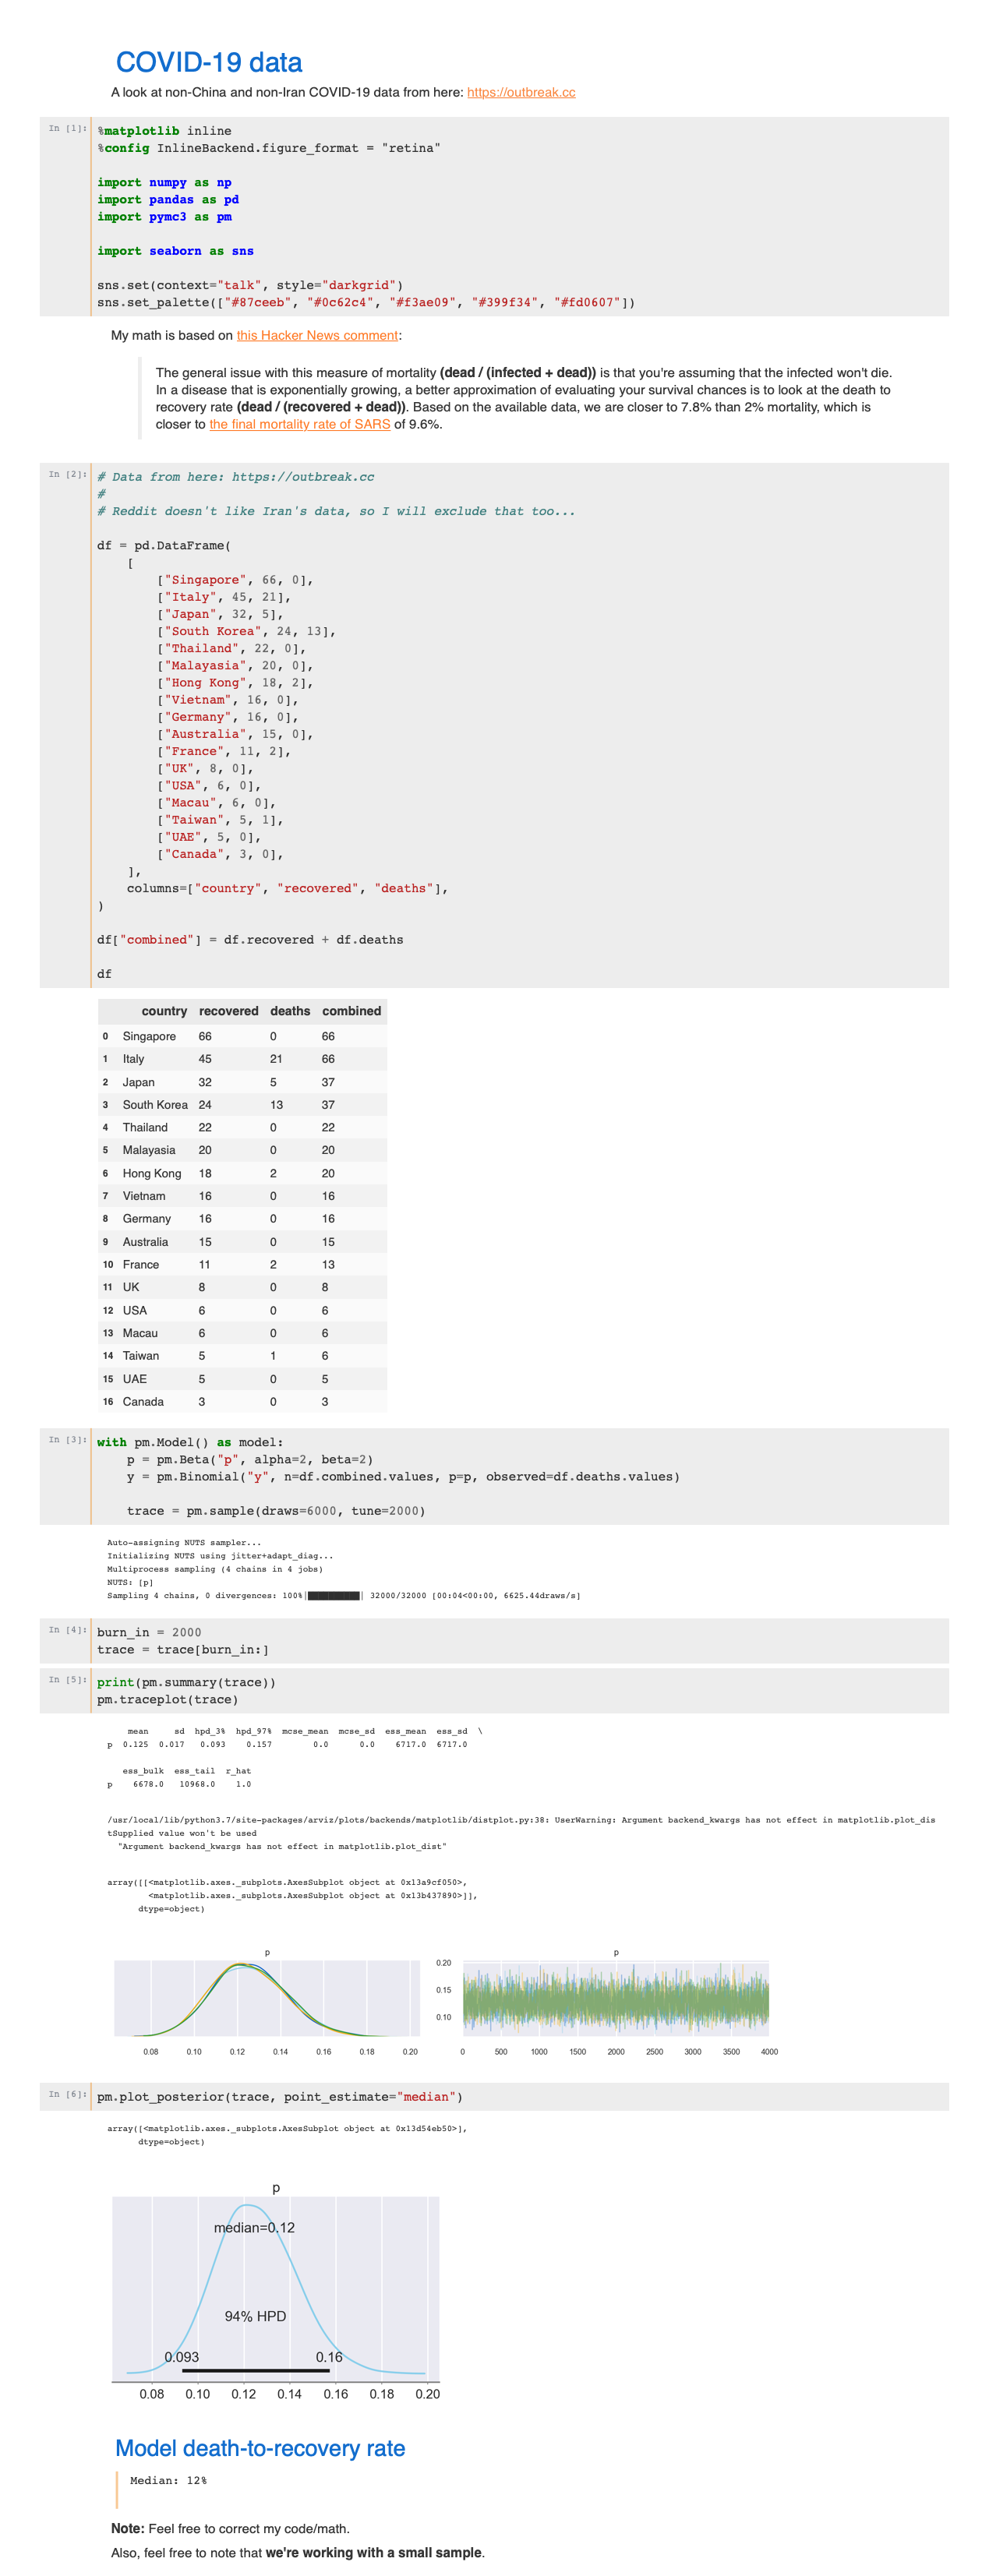 COVID-19 data
A look at non-China and non-Iran COVID-19 data from here: https://outbreak.cc
In [1]:
%matplotlib inline
%config InlineBackend.figure_format = "retina"
import numpy as np
import pandas as pd
import pymc3 as pm
import seaborn as sns
sns.set(context="talk", style="darkgrid")
sns.set_palette(["#87ceeb", "#0c62c4", "#f3ae09", "#399f34", "#fd0607"])
My math is based on this Hacker News comment:
The general issue with this measure of mortality (dead / (infected + dead)) is that you're assuming that the infected won't die.
In a disease that is exponentially growing, a better approximation of evaluating your survival chances is to look at the death to
recovery rate (dead / (recovered + dead)). Based on the available data, we are closer to 7.8% than 2% mortality, which is
closer to the final mortality rate of SARS of 9.6%.
In [2]:
# Data from here: https://outbreak.cc
#
# Reddit doesn't like Iran's data, so I will exclude that too...
df = pd.DataFrame(
    [
        ["Singapore", 66, 0],
        ["Italy", 45, 21],
        ["Japan", 32, 5],
        ["South Korea", 24, 13],
        ["Thailand", 22, 0],
        ["Malayasia", 20, 0],
        ["Hong Kong", 18, 2],
        ["Vietnam", 16, 0],
        ["Germany", 16, 0],
        ["Australia", 15, 0],
        ["France", 11, 2],
        ["UK", 8, 0],
        ["USA", 6, 0],
        ["Macau", 6, 0],
        ["Taiwan", 5, 1],
        ["UAE", 5, 0],
        ["Canada", 3, 0],
    ],
    columns=["country", "recovered", "deaths"],
)
df["combined"] = df.recovered + df.deaths
df
country recovered deaths combined
0 Singapore 66 0 66
1 Italy 45 21 66
2 Japan 32 5 37
3 South Korea 24 13 37
4 Thailand 22 0 22
5 Malayasia 20 0 20
6 Hong Kong 18 2 20
7 Vietnam 16 0 16
8 Germany 16 0 16
9 Australia 15 0 15
10 France 11 2 13
11 UK 8 0 8
12 USA 6 0 6
13 Macau 6 0 6
14 Taiwan 5 1 6
15 UAE 5 0 5
16 Canada 3 0 3
In [3]:
with pm.Model() as model:
    p = pm.Beta("p", alpha=2, beta=2)
    y = pm.Binomial("y", n=df.combined.values, p=p, observed=df.deaths.values)
    trace = pm.sample(draws=6000, tune=2000)
Auto-assigning NUTS sampler...
Initializing NUTS using jitter+adapt_diag...
Multiprocess sampling (4 chains in 4 jobs)
NUTS: [p]
Sampling 4 chains, 0 divergences: 100%|██████████| 32000/32000 [00:04<00:00, 6625.44draws/s]
In [4]:
burn_in = 2000
trace = trace[burn_in:]
In [5]:
print(pm.summary(trace))
pm.traceplot(trace)
mean sd hpd_3% hpd_97% mcse_mean mcse_sd ess_mean ess_sd \
p 0.125 0.017 0.093 0.157 0.0 0.0 6717.0 6717.0
ess_bulk ess_tail r_hat
p 6678.0 10968.0 1.0
/usr/local/lib/python3.7/site-packages/arviz/plots/backends/matplotlib/distplot.py:38: UserWarning: Argument backend_kwargs has not effect in matplotlib.plot_dis
tSupplied value won't be used
"Argument backend_kwargs has not effect in matplotlib.plot_dist"
array([[<matplotlib.axes._subplots.AxesSubplot object at 0x13a9cf050>,
<matplotlib.axes._subplots.AxesSubplot object at 0x13b437890>]],
dtype=object)
p
0.08 0.10 0.12 0.14 0.16 0.18 0.20
p
0.20
0.15
0.10
0 500 1000 1500 2000 2500 3000 3500 4000
In [6]:
pm.plot_posterior(trace, point_estimate="median")
array([<matplotlib.axes._subplots.AxesSubplot object at 0x13d54eb50>],
dtype=object)
p
median=0.12
94% HPD
0.093 0.16
0.08 0.10 0.12 0.14 0.16 0.18 0.20
Model death-to-recovery rate
Median: 12%
Note: Feel free to correct my code/math.
Also, feel free to note that we're working with a small sample.